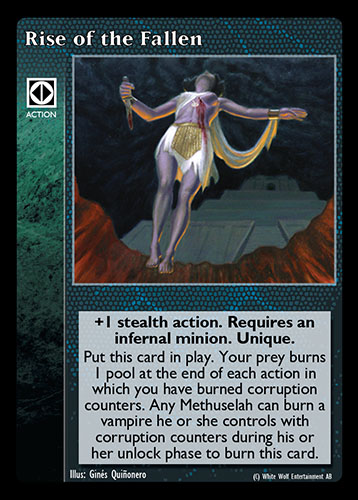 Rise of the Fallen
ACTION
+1 stealth action. Requires an
infernal minion. Unique.
Put this card in play. Your prey burns
1 pool at the end of each action in
which you have burned corruption
counters. Any Methuselah can burn a
vampire he or she controls with
corruption counters during his or
her unlock phase to burn this card.
Illus: Ginés Quiñonero
(C) White Wolf Entertainment AB